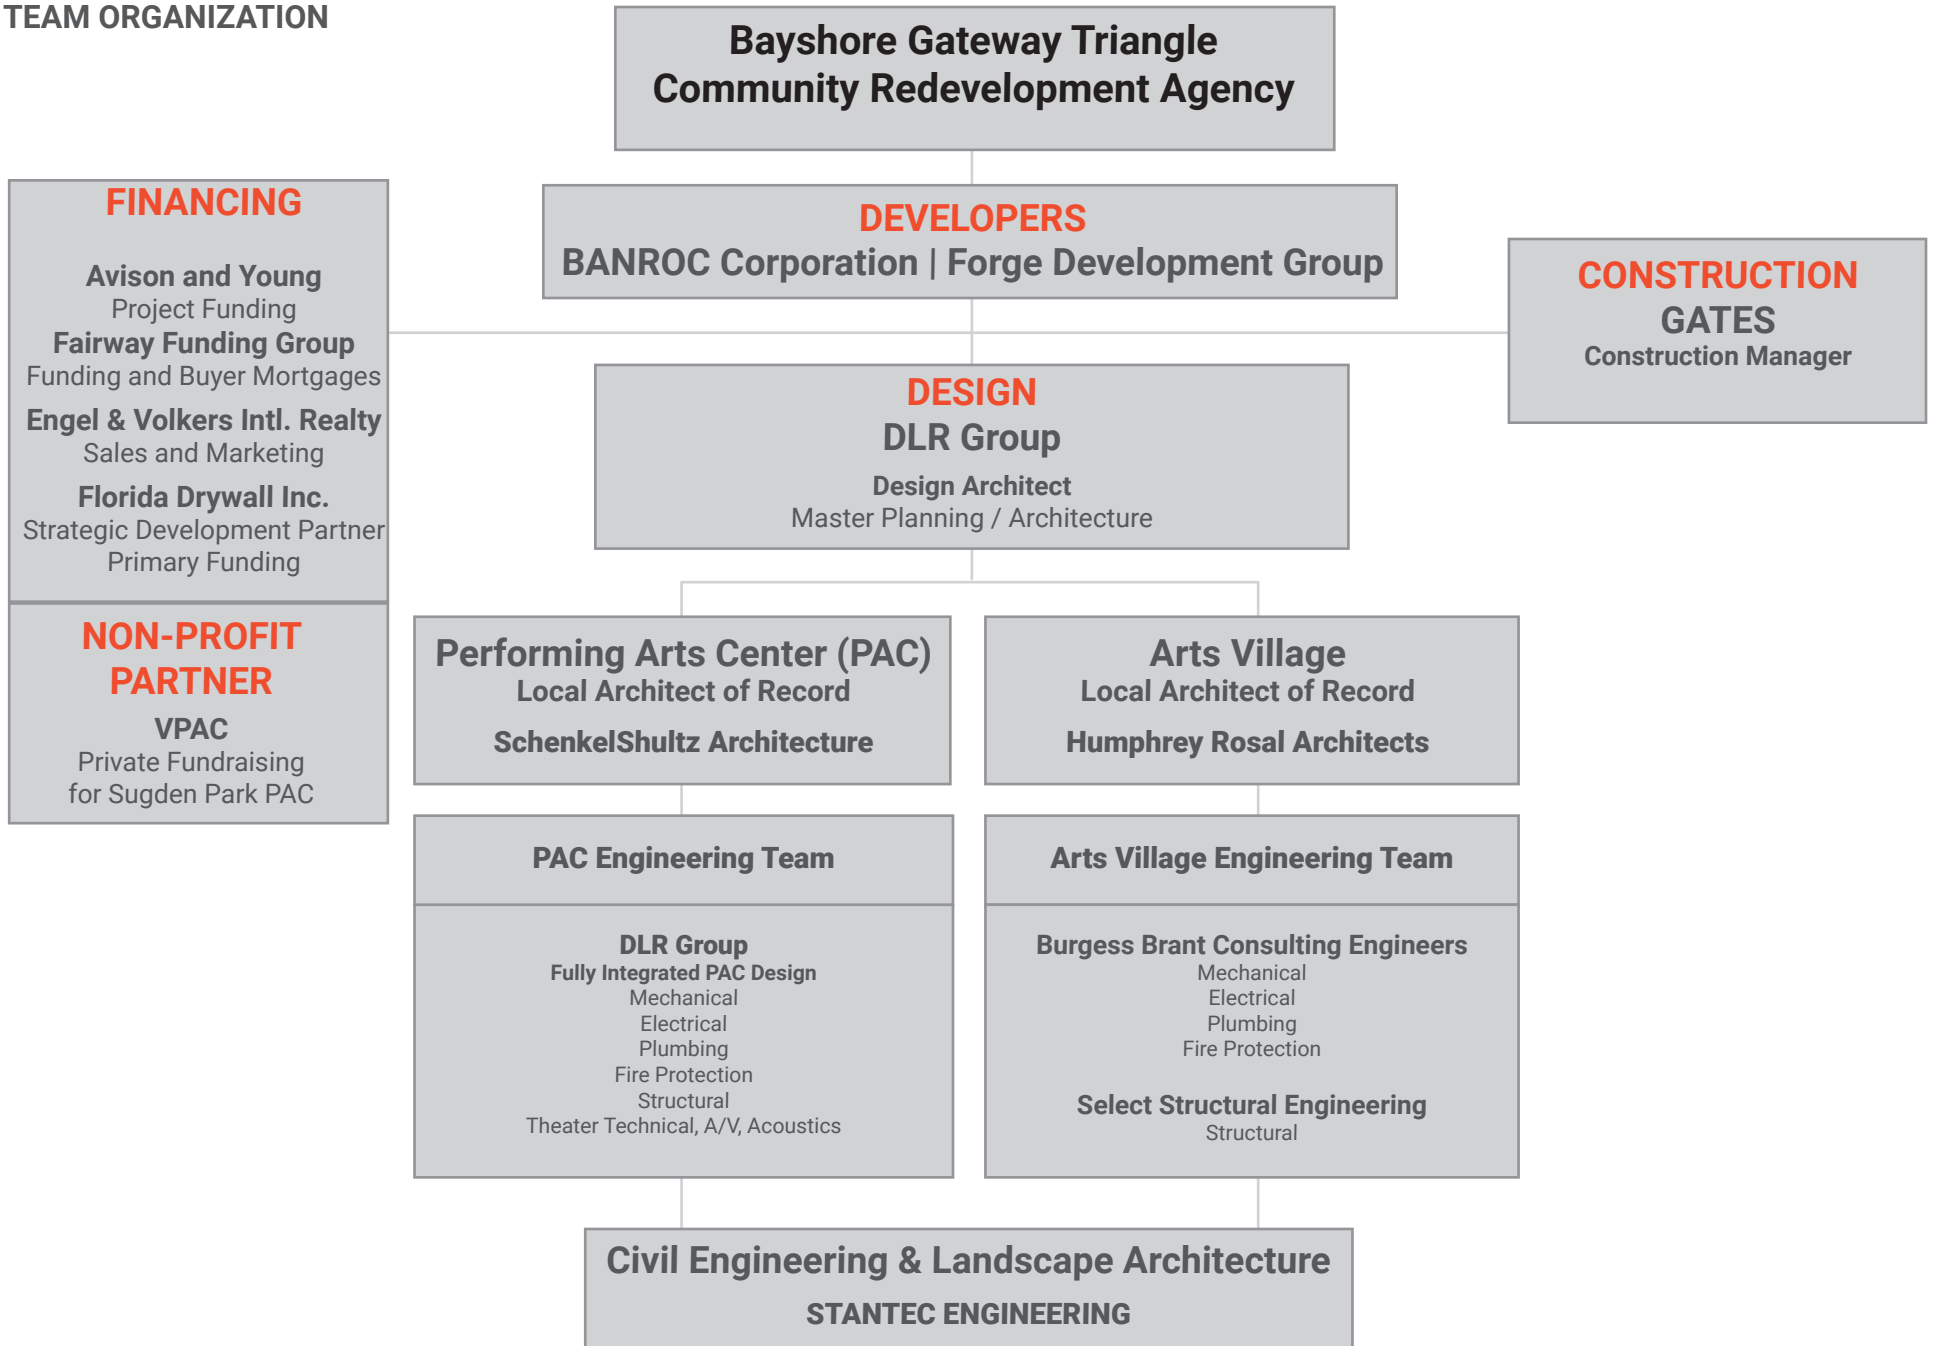 TEAM ORGANIZATION
Bayshore Gateway Triangle
Community Redevelopment Agency
FINANCING
Avison and Young
Project Funding
Fairway Funding Group
Funding and Buyer Mortgages
Engel & Volkers Intl. Realty
Sales and Marketing
Florida Drywall Inc.
Strategic Development Partner
Primary Funding
NON-PROFIT
PARTNER
VPAC
Private Fundraising
for Sugden Park PAC
DEVELOPERS
BANROC Corporation | Forge Development Group
CONSTRUCTION
GATES
Construction Manager
DESIGN
DLR Group
Design Architect
Master Planning / Architecture
Performing Arts Center (PAC)
Local Architect of Record
SchenkelShultz Architecture
Arts Village
Local Architect of Record
Humphrey Rosal Architects
PAC Engineering Team
DLR Group
Fully Integrated PAC Design
Mechanical
Electrical
Plumbing
Fire Protection
Structural
Theater Technical, A/V, Acoustics
Arts Village Engineering Team
Burgess Brant Consulting Engineers
Mechanical
Electrical
Plumbing
Fire Protection
Select Structural Engineering
Structural
Civil Engineering & Landscape Architecture
STANTEC ENGINEERING